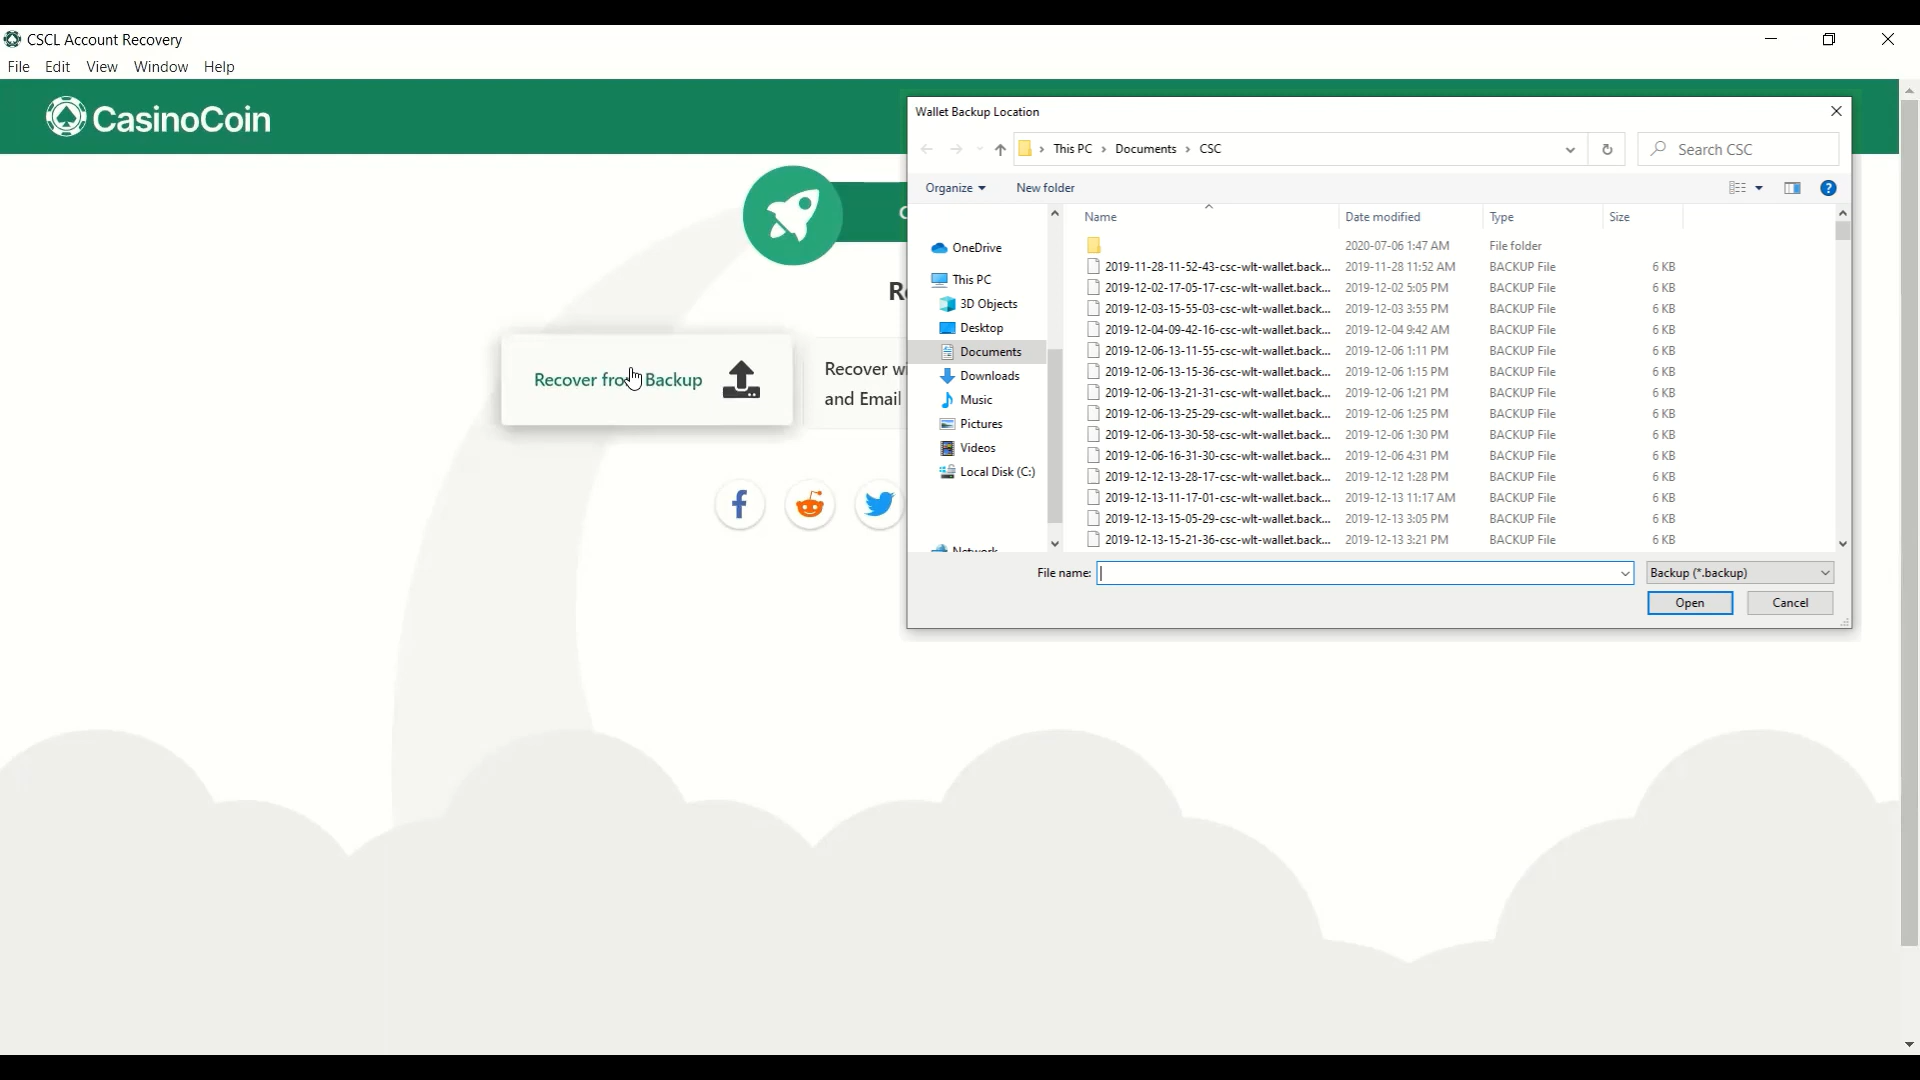 CSCL Account Recovery
File Edit View Window Help
CasinoCoin
Recover from Backup
Recover
and Email
Wallet Backup Location
This PC > Documents > CSC
Search CSC
Organize
New folder
OneDrive
This PC
3D Objects
Desktop
Documents
Downloads
Music
Pictures
Videos
Local Disk (C:)
Network
Name Date modified Type Size
2020-07-06 1:47 AM File folder
2019-11-28-11-52-43-csc-wlt-wallet.back... 2019-11-28 11:52 AM BACKUP File 6 KB
2019-12-02-17-05-17-csc-wlt-wallet.back... 2019-12-02 5:05 PM BACKUP File 6 KB
2019-12-03-15-55-03-csc-wlt-wallet.back... 2019-12-03 3:55 PM BACKUP File 6 KB
2019-12-04-09-42-16-csc-wlt-wallet.back... 2019-12-04 9:42 AM BACKUP File 6 KB
2019-12-06-13-11-55-csc-wlt-wallet.back... 2019-12-06 1:11 PM BACKUP File 6 KB
2019-12-06-13-15-36-csc-wlt-wallet.back... 2019-12-06 1:15 PM BACKUP File 6 KB
2019-12-06-13-21-31-csc-wlt-wallet.back... 2019-12-06 1:21 PM BACKUP File 6 KB
2019-12-06-13-25-29-csc-wlt-wallet.back... 2019-12-06 1:25 PM BACKUP File 6 KB
2019-12-06-13-30-58-csc-wlt-wallet.back... 2019-12-06 1:30 PM BACKUP File 6 KB
2019-12-06-16-31-30-csc-wlt-wallet.back... 2019-12-06 4:31 PM BACKUP File 6 KB
2019-12-12-13-28-17-csc-wlt-wallet.back... 2019-12-12 1:28 PM BACKUP File 6 KB
2019-12-13-11-17-01-csc-wlt-wallet.back... 2019-12-13 11:17 AM BACKUP File 6 KB
2019-12-13-15-05-29-csc-wlt-wallet.back... 2019-12-13 3:05 PM BACKUP File 6 KB
2019-12-13-15-21-36-csc-wlt-wallet.back... 2019-12-13 3:21 PM BACKUP File 6 KB
File name:
Backup (*.backup)
Open
Cancel